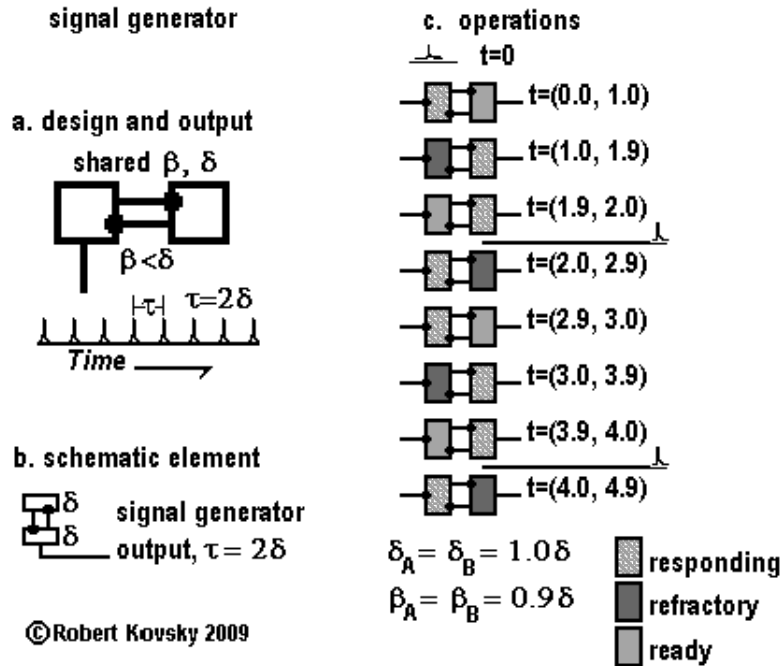 signal generator
a. design and output
shared β, δ
β<δ
τ
τ=2δ
Time
b. schematic element
δ
δ
signal generator
output, τ = 2δ
©Robert Kovsky 2009
c. operations
t=0
t=(0.0, 1.0)
t=(1.0, 1.9)
t=(1.9, 2.0)
t=(2.0, 2.9)
t=(2.9, 3.0)
t=(3.0, 3.9)
t=(3.9, 4.0)
t=(4.0, 4.9)
δA = δB = 1.0δ
βA = βB = 0.9δ
responding
refractory
ready